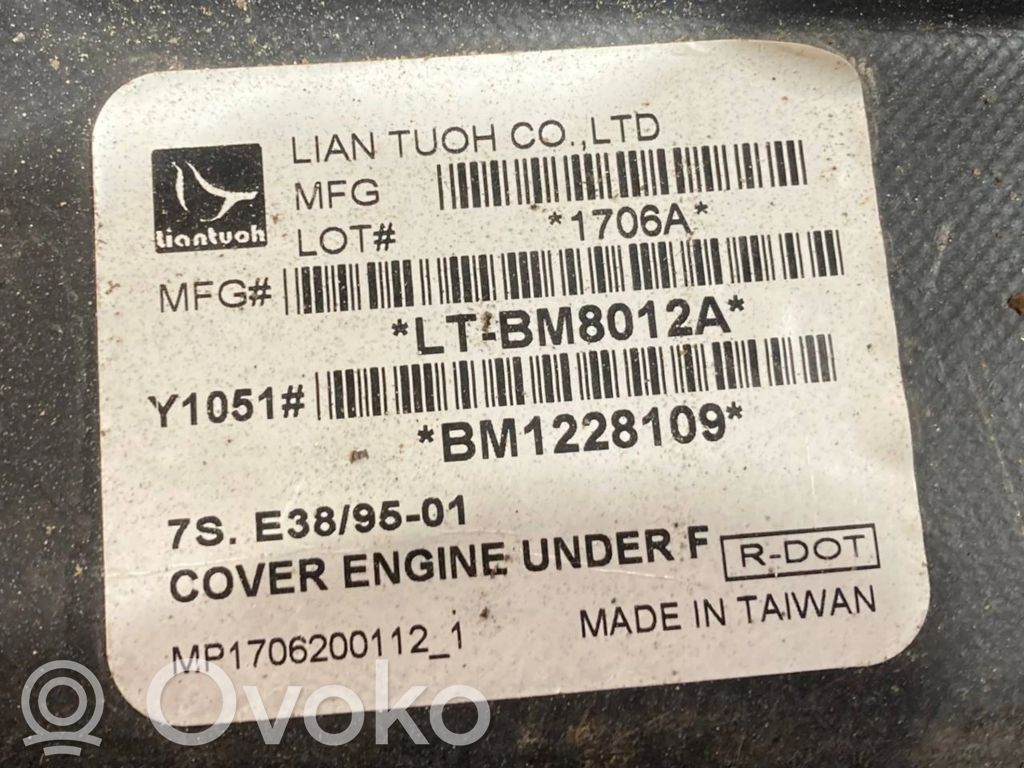 LIAN TUOH CO.,LTD
liantuoh
MFG
LOT#
*1706A*
MFG#
*LT-BM8012A*
Y1051#
*BM1228109*
7S. E38/95-01
COVER ENGINE UNDER F
R-DOT
MADE IN TAIWAN
MP1706200112_1
Ovoko